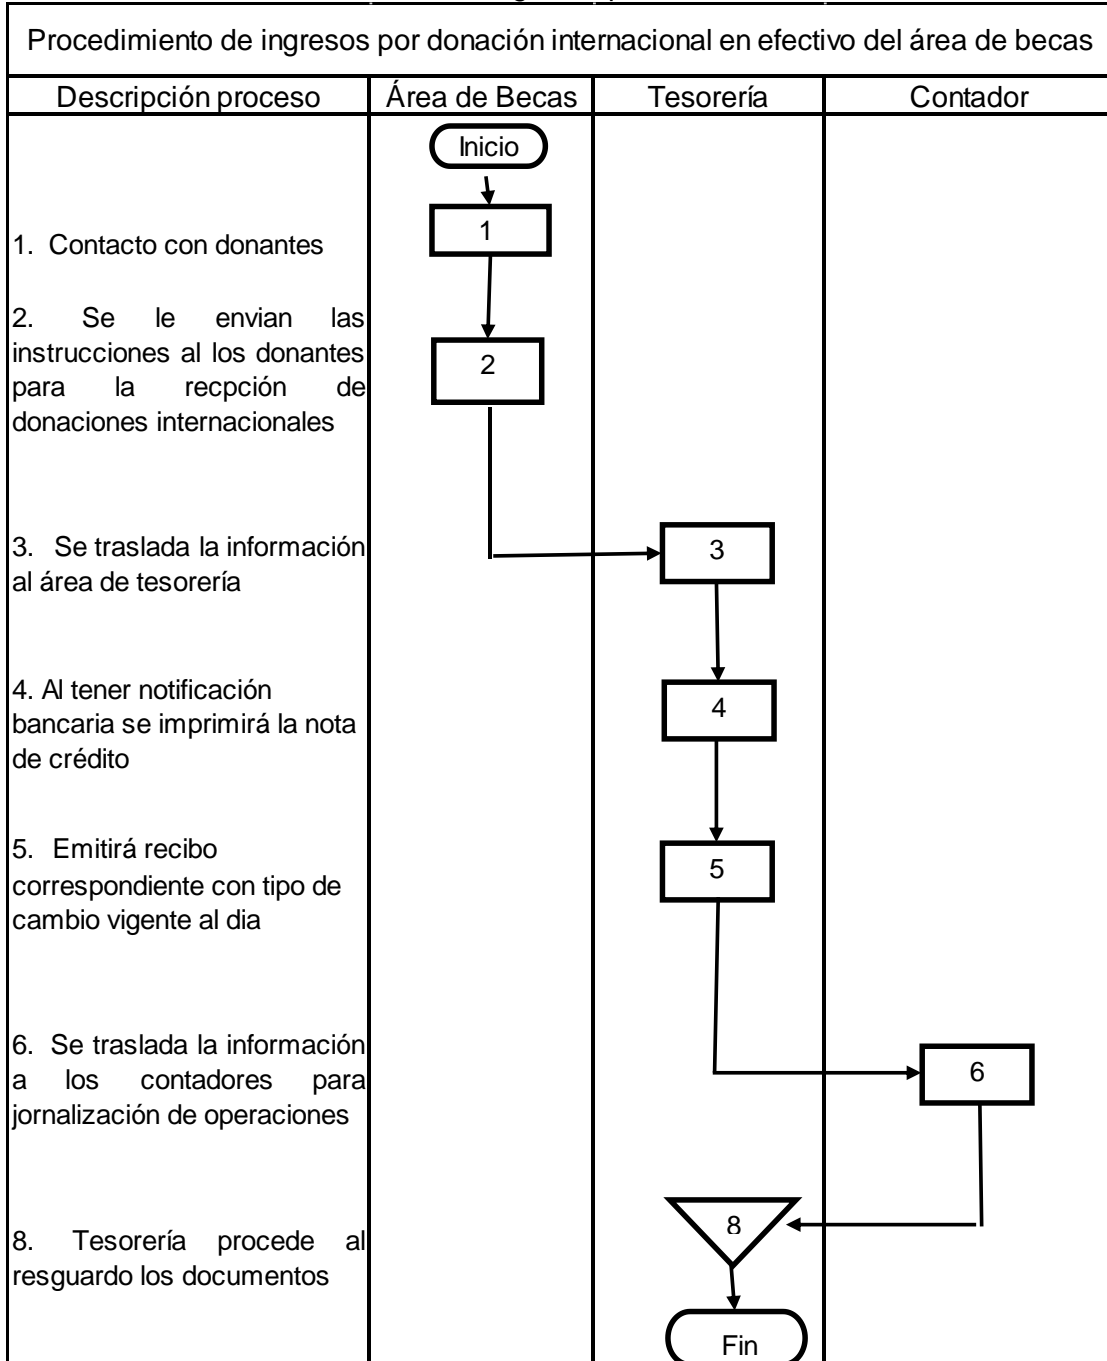 Procedimiento de ingresos por donación internacional en efectivo del área de becas
Descripción proceso
Área de Becas
Tesorería
Contador
Inicio
1
1. Contacto con donantes
2. Se le envian las
instrucciones al los donantes
para la recpción de
donaciones internacionales
2
3. Se traslada la información
al área de tesorería
3
4. Al tener notificación
bancaria se imprimirá la nota
de crédito
4
5. Emitirá recibo
correspondiente con tipo de
cambio vigente al dia
5
6. Se traslada la información
a los contadores para
jornalización de operaciones
6
8. Tesorería procede al
resguardo los documentos
8
Fin